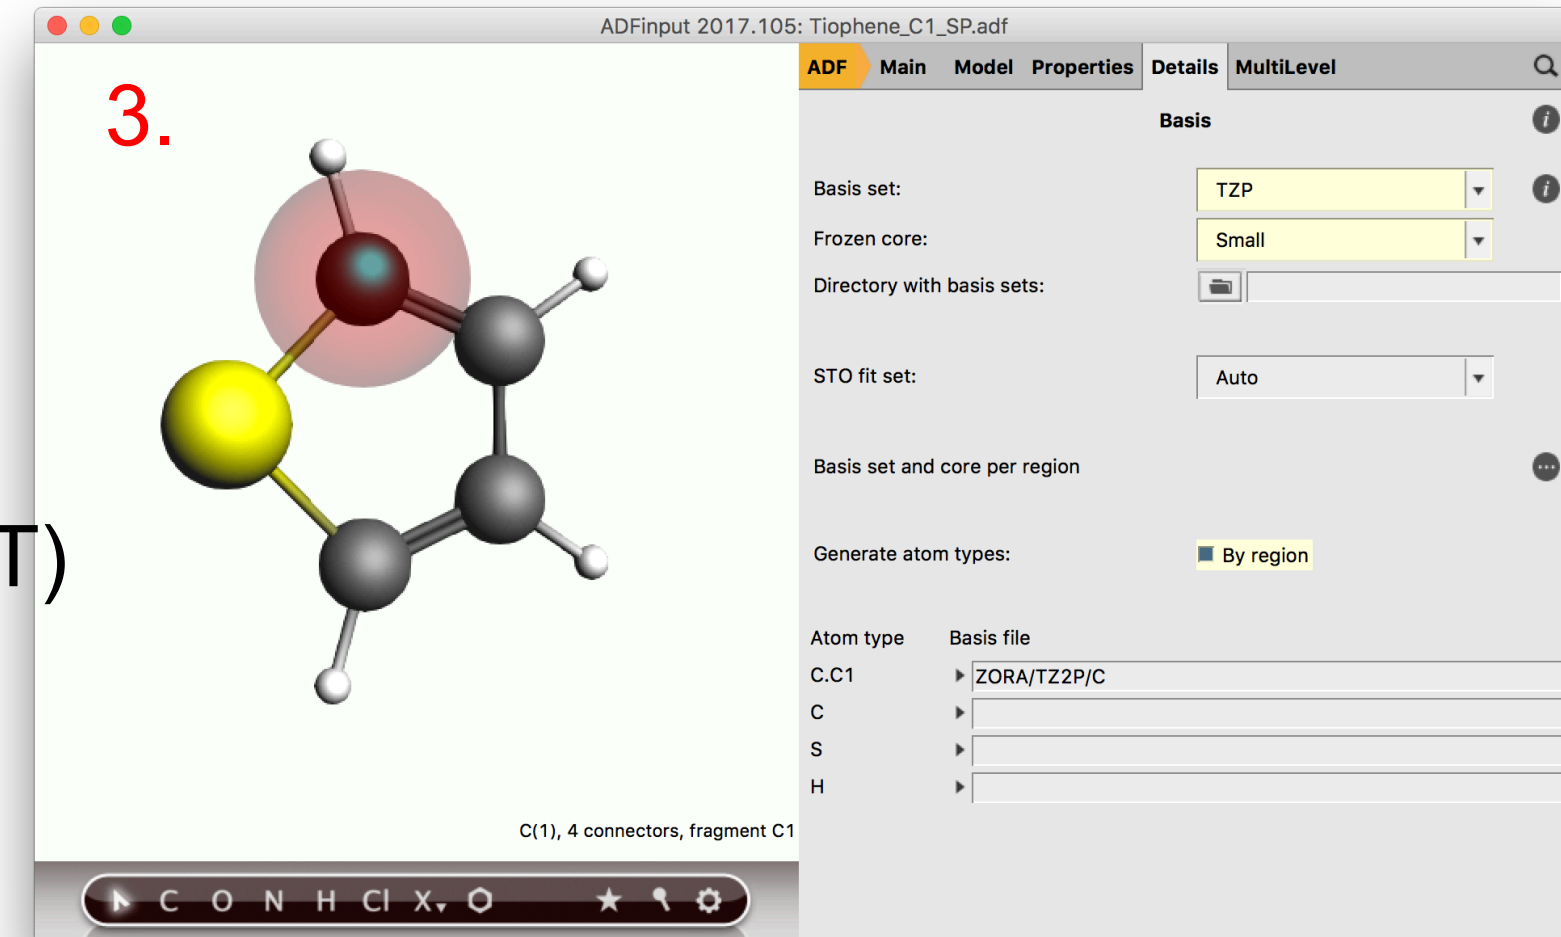 ADFinput 2017.105: Tiophene_C1_SP.adf
ADF Main Model Properties Details MultiLevel
3.
Basis
Basis set: TZP
Frozen core: Small
Directory with basis sets:
STO fit set: Auto
Basis set and core per region
T)
Generate atom types: By region
Atom type Basis file
C.C1 ZORA/TZ2P/C
C
S
H
C(1), 4 connectors, fragment C1
C O N H Cl X